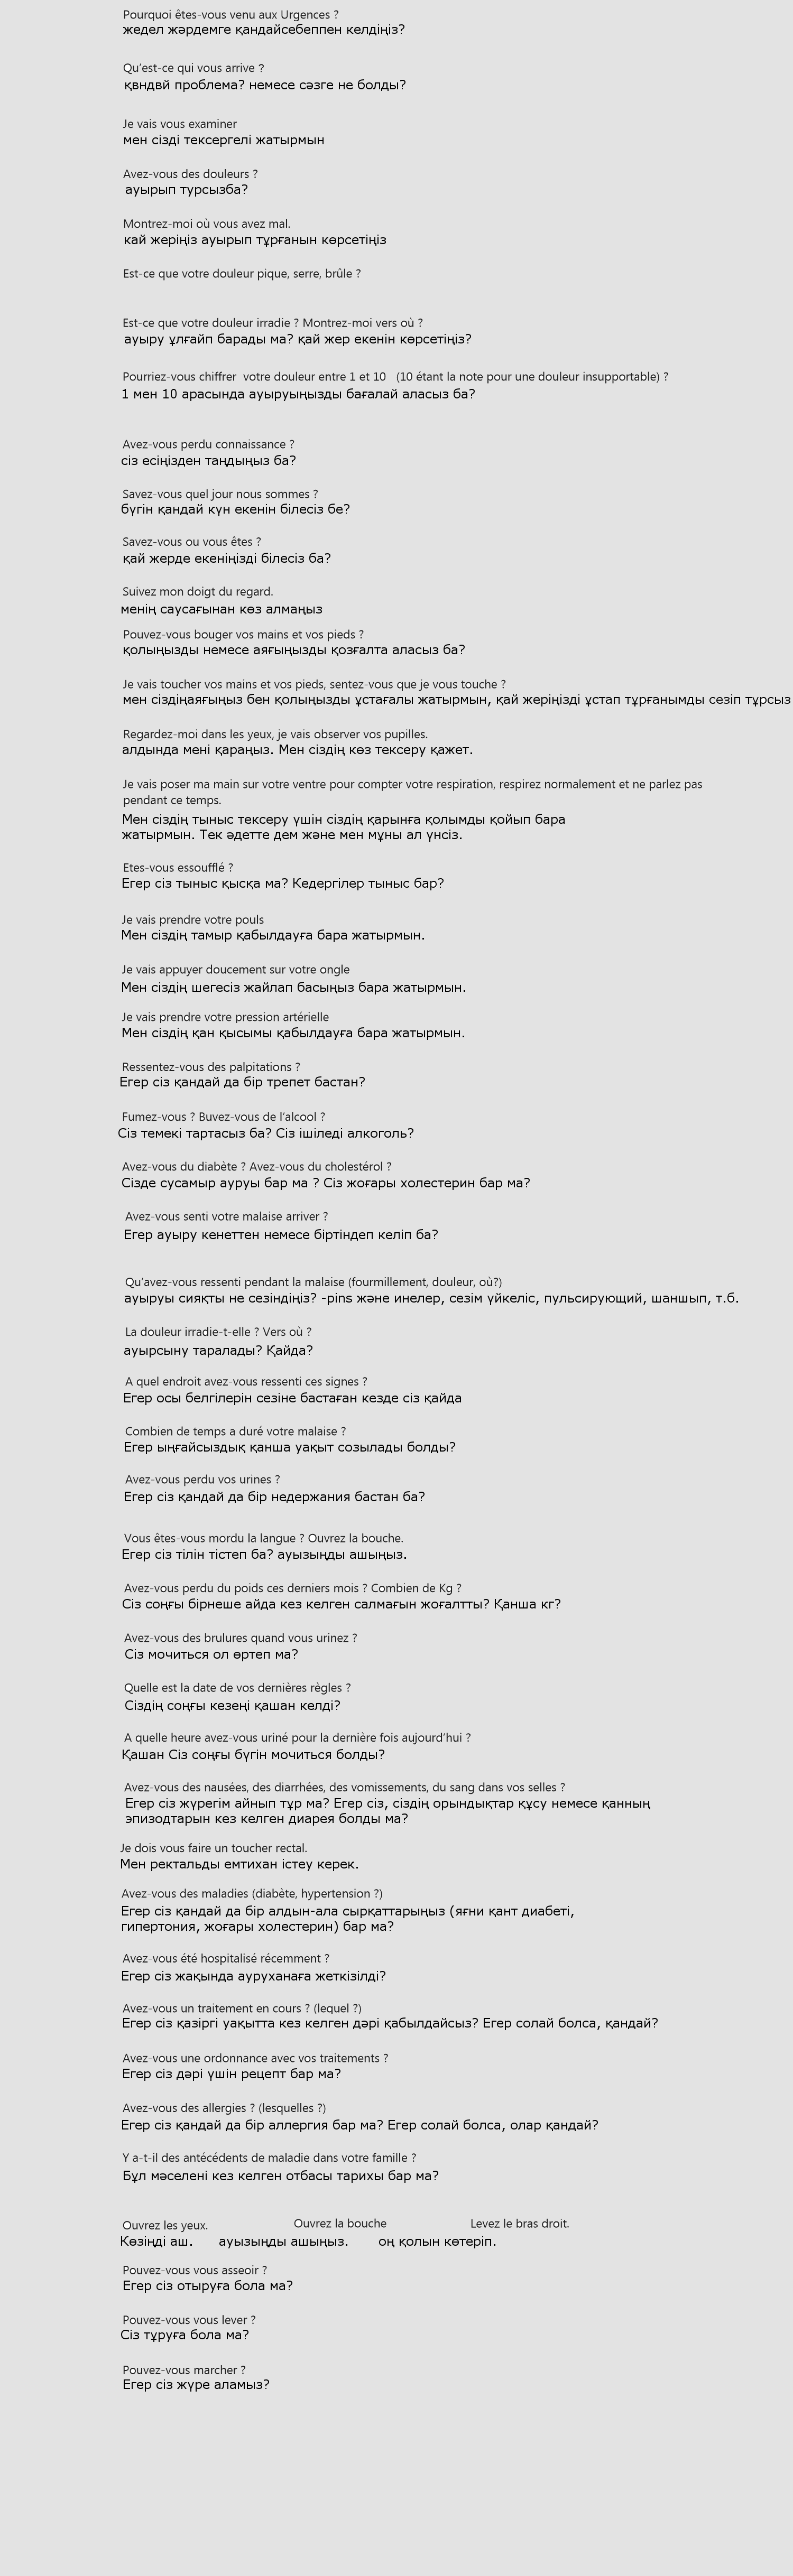 Pourquoi êtes-vous venu aux Urgences ?
жедел жәрдемге қандайсебеппен келдіңіз?
Qu’est-ce qui vous arrive ?
қвндвй проблема? немесе сәзге не болды?
Je vais vous examiner
мен сізді тексергелі жатырмын
Avez-vous des douleurs ?
ауырып турсызба?
Montrez-moi où vous avez mal.
кай жеріңіз ауырып тұрғанын көрсетіңіз
Est-ce que votre douleur pique, serre, brûle ?
Est-ce que votre douleur irradie ? Montrez-moi vers où ?
ауыру ұлғайп барады ма? қай жер екенін көрсетіңіз?
Pourriez-vous chiffrer votre douleur entre 1 et 10 (10 étant la note pour une douleur insupportable) ?
1 мен 10 арасында ауыруыңызды бағалай аласыз ба?
Avez-vous perdu connaissance ?
сіз есіңізден таңдыңыз ба?
Savez-vous quel jour nous sommes ?
бүгін қандай күн екенін білесіз бе?
Savez-vous ou vous êtes ?
қай жерде екеніңізді білесіз ба?
Suivez mon doigt du regard.
менің саусағынан көз алмаңыз
Pouvez-vous bouger vos mains et vos pieds ?
қолыңызды немесе аяғыңызды қозғалта аласыз ба?
Je vais toucher vos mains et vos pieds, sentez-vous que je vous touche ?
мен сіздіңаяғыңыз бен қолыңызды ұстағалы жатырмын, қай жеріңізді ұстап тұрғанымды сезіп тұрсыз
Regardez-moi dans les yeux, je vais observer vos pupilles.
алдында мені қараңыз. Мен сіздің көз тексеру қажет.
Je vais poser ma main sur votre ventre pour compter votre respiration, respirez normalement et ne parlez pas
pendant ce temps.
Мен сіздің тыныс тексеру үшін сіздің қарынға қолымды қойып бара
жатырмын. Тек әдетте дем және мен мұны ал үнсіз.
Etes-vous essoufflé ?
Егер сіз тыныс қысқа ма? Кедергілер тыныс бар?
Je vais prendre votre pouls
Мен сіздің тамыр қабылдауға бара жатырмын.
Je vais appuyer doucement sur votre ongle
Мен сіздің шегесіз жайлап басыңыз бара жатырмын.
Je vais prendre votre pression artérielle
Мен сіздің қан қысымы қабылдауға бара жатырмын.
Ressentez-vous des palpitations ?
Егер сіз қандай да бір трепет бастан?
Fumez-vous ? Buvez-vous de l’alcool ?
Сіз темекі тартасыз ба? Сіз ішіледі алкоголь?
Avez-vous du diabète ? Avez-vous du cholestérol ?
Сізде сусамыр ауруы бар ма ? Сіз жоғары холестерин бар ма?
Avez-vous senti votre malaise arriver ?
Егер ауыру кенеттен немесе біртіндеп келіп ба?
Qu’avez-vous ressenti pendant la malaise (fourmillement, douleur, où?)
ауыруы сияқты не сезіндіңіз? -pins және инелер, сезім үйкеліс, пульсирующий, шаншып, т.б.
La douleur irradie-t-elle ? Vers où ?
ауырсыну таралады? Қайда?
A quel endroit avez-vous ressenti ces signes ?
Егер осы белгілерін сезіне бастаған кезде сіз қайда
Combien de temps a duré votre malaise ?
Егер ыңғайсыздық қанша уақыт созылады болды?
Avez-vous perdu vos urines ?
Егер сіз қандай да бір недержания бастан ба?
Vous êtes-vous mordu la langue ? Ouvrez la bouche.
Егер сіз тілін тістеп ба? ауызыңды ашыңыз.
Avez-vous perdu du poids ces derniers mois ? Combien de Kg ?
Сіз соңғы бірнеше айда кез келген салмағын жоғалтты? Қанша кг?
Avez-vous des brulures quand vous urinez ?
Сіз мочиться ол өртеп ма?
Quelle est la date de vos dernières règles ?
Сіздің соңғы кезеңі қашан келді?
A quelle heure avez-vous uriné pour la dernière fois aujourd’hui ?
Қашан Сіз соңғы бүгін мочиться болды?
Avez-vous des nausées, des diarrhées, des vomissements, du sang dans vos selles ?
Егер сіз жүрегім айнып тұр ма? Егер сіз, сіздің орындықтар құсу немесе қанның
эпизодтарын кез келген диарея болды ма?
Je dois vous faire un toucher rectal.
Мен ректальды емтихан істеу керек.
Avez-vous des maladies (diabète, hypertension ?)
Егер сіз қандай да бір алдын-ала сырқаттарыңыз (яғни қант диабеті,
гипертония, жоғары холестерин) бар ма?
Avez-vous été hospitalisé récemment ?
Егер сіз жақында ауруханаға жеткізілді?
Avez-vous un traitement en cours ? (lequel ?)
Егер сіз қазіргі уақытта кез келген дәрі қабылдайсыз? Егер солай болса, қандай?
Avez-vous une ordonnance avec vos traitements ?
Егер сіз дәрі үшін рецепт бар ма?
Avez-vous des allergies ? (lesquelles ?)
Егер сіз қандай да бір аллергия бар ма? Егер солай болса, олар қандай?
Y a-t-il des antécédents de maladie dans votre famille ?
Бұл мәселені кез келген отбасы тарихы бар ма?
Ouvrez les yeux. Ouvrez la bouche Levez le bras droit.
Көзіңді аш. ауызыңды ашыңыз. оң қолын көтеріп.
Pouvez-vous vous asseoir ?
Егер сіз отыруға бола ма?
Pouvez-vous vous lever ?
Сіз тұруға бола ма?
Pouvez-vous marcher ?
Егер сіз жүре аламыз?